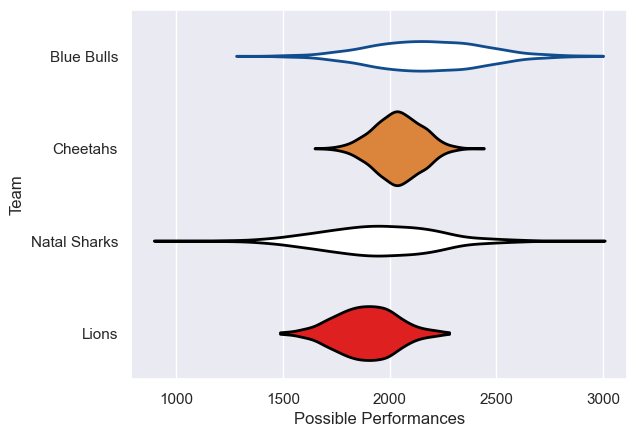 Blue Bulls
Cheetahs
Natal Sharks
Lions
Team
1000 1500 2000 2500 3000
Possible Performances